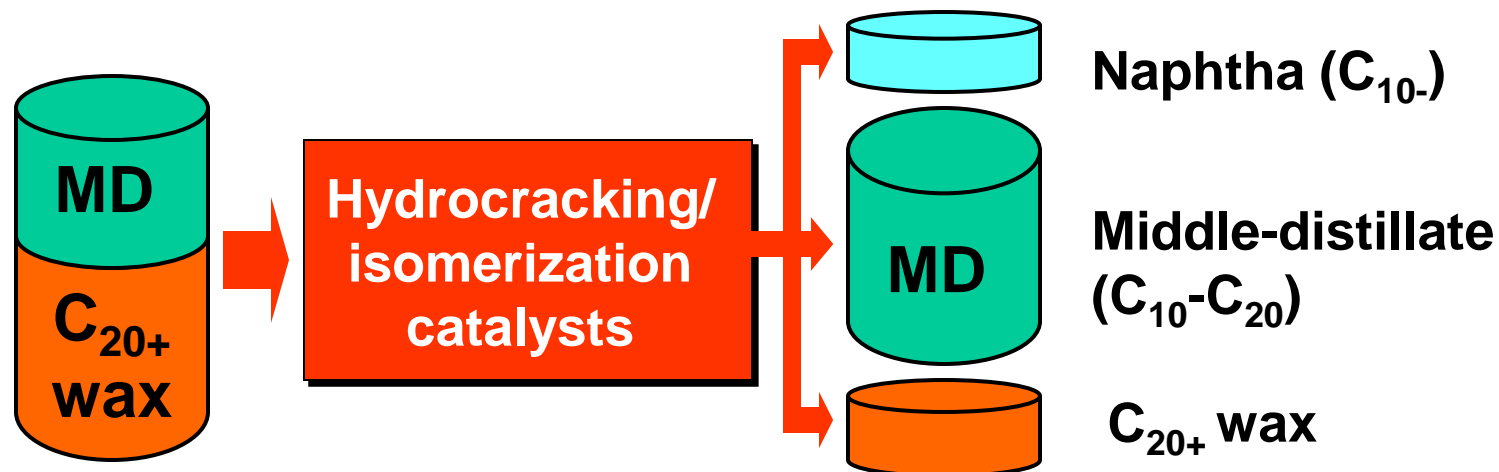 MD
C20+
wax
Hydrocracking/
isomerization
catalysts
MD
Naphtha (C10-)
Middle-distillate
(C10-C20)
C20+ wax